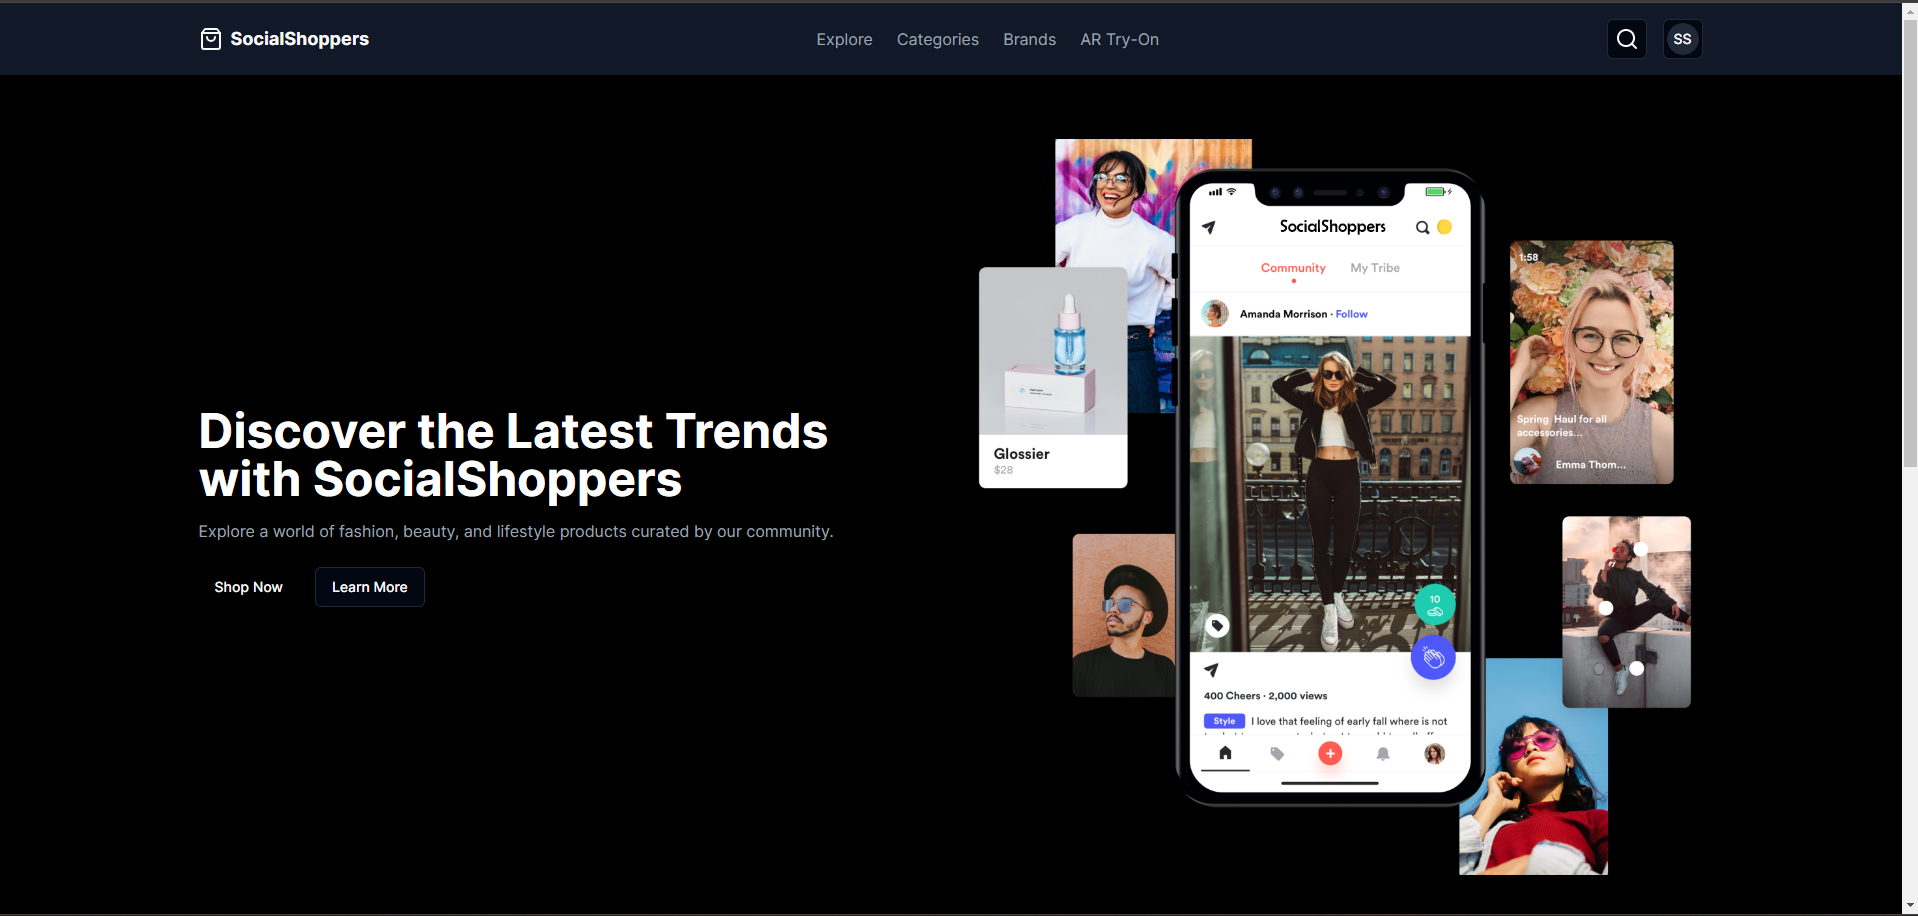 SocialShoppers
Explore
Categories
Brands
AR Try-On
SS
Discover the Latest Trends
with SocialShoppers
Explore a world of fashion, beauty, and lifestyle products curated by our community.
Shop Now
Learn More
Glossier
$28
SocialShoppers
Community
My Tribe
Amanda Morrison · Follow
10
400 Cheers · 2,000 views
Style I love that feeling of early fall where is not
1:58
Spring Haul for all
accessories...
Emma Thom...